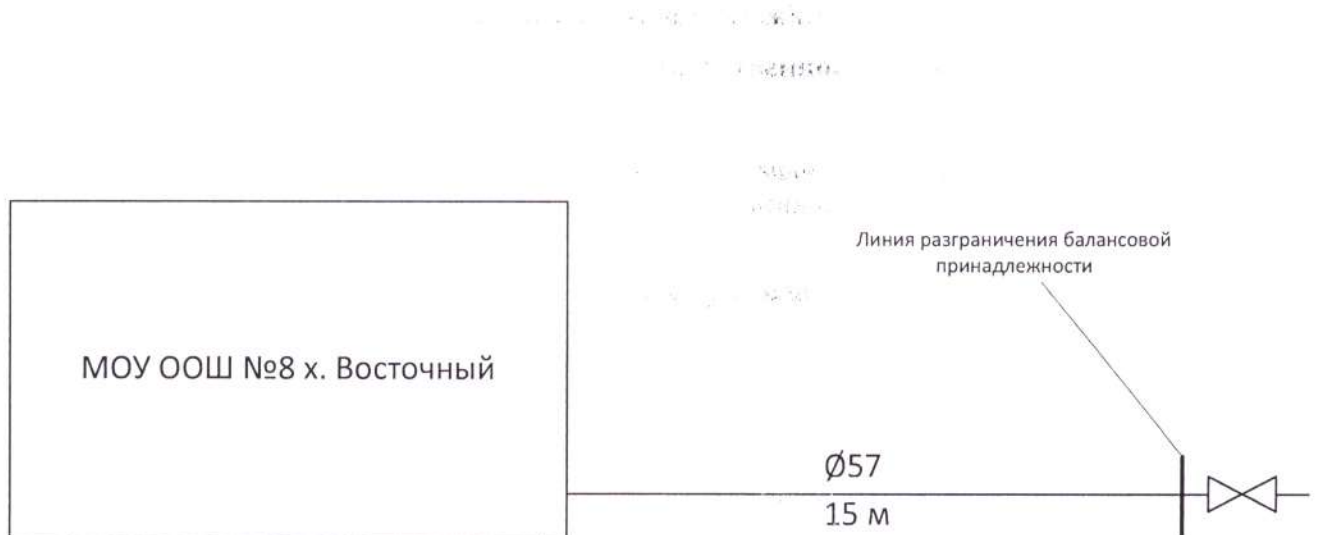 Линия разграничения балансовой
принадлежности
МОУ ООШ №8 х. Восточный
Ø57
15 м